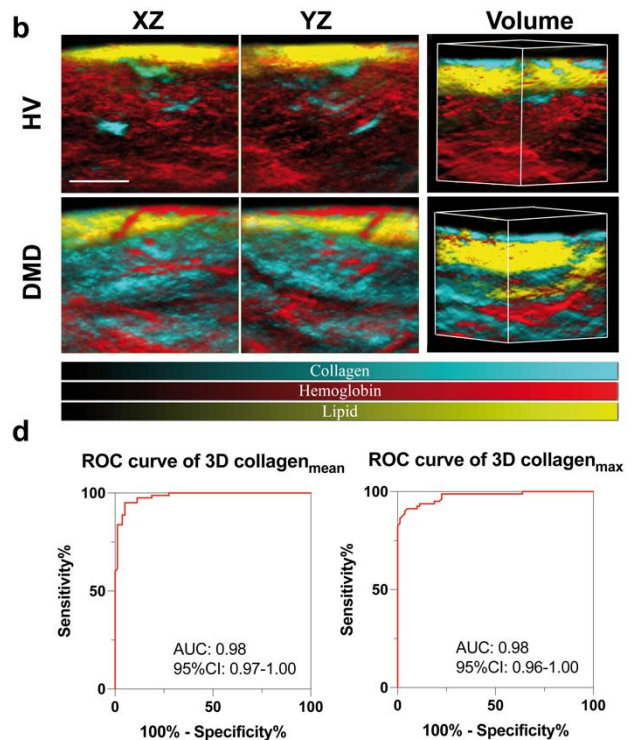 b
XZ YZ Volume
HV
DMD
Collagen
Hemoglobin
Lipid
d
ROC curve of 3D collagenmean
100
50
0
Sensitivity%
AUC: 0.98
95%CI: 0.97-1.00
0 50 100
100% - Specificity%
ROC curve of 3D collagenmax
100
50
0
Sensitivity%
AUC: 0.98
95%CI: 0.96-1.00
0 50 100
100% - Specificity%